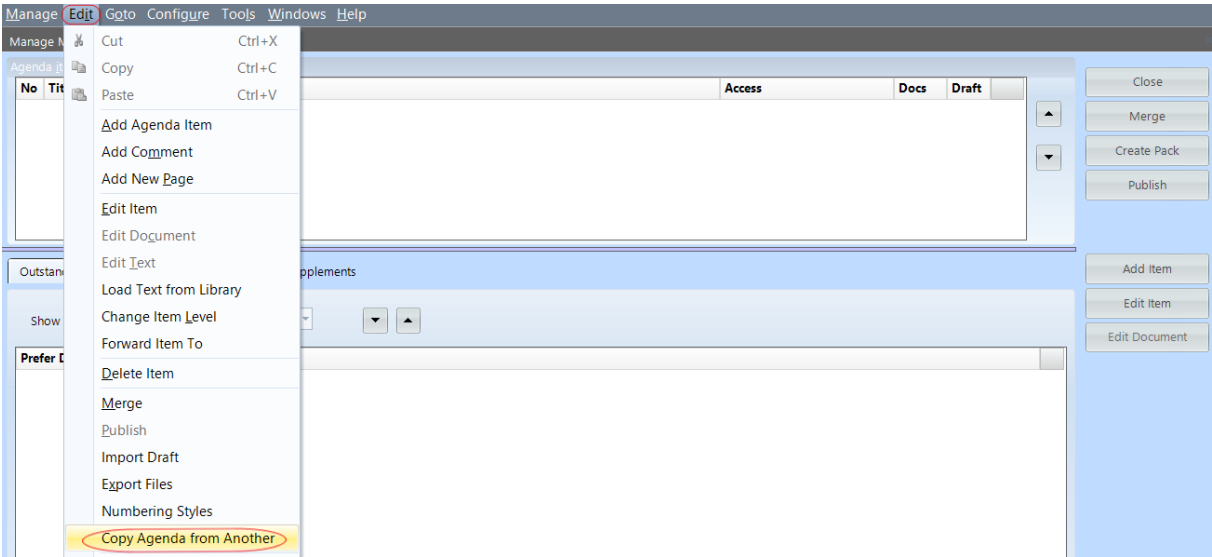 Manage Edit Goto Configure Tools Windows Help
Manage M
Cut Ctrl+X
Copy Ctrl+C
Paste Ctrl+V
Add Agenda Item
Add Comment
Add New Page
Edit Item
Edit Document
Edit Text
Load Text from Library
Change Item Level
Forward Item To
Delete Item
Merge
Publish
Import Draft
Export Files
Numbering Styles
Copy Agenda from Another
Agenda it
No Tit Access Docs Draft
Outstan pplements
Show
Prefer D
Close
Merge
Create Pack
Publish
Add Item
Edit Item
Edit Document